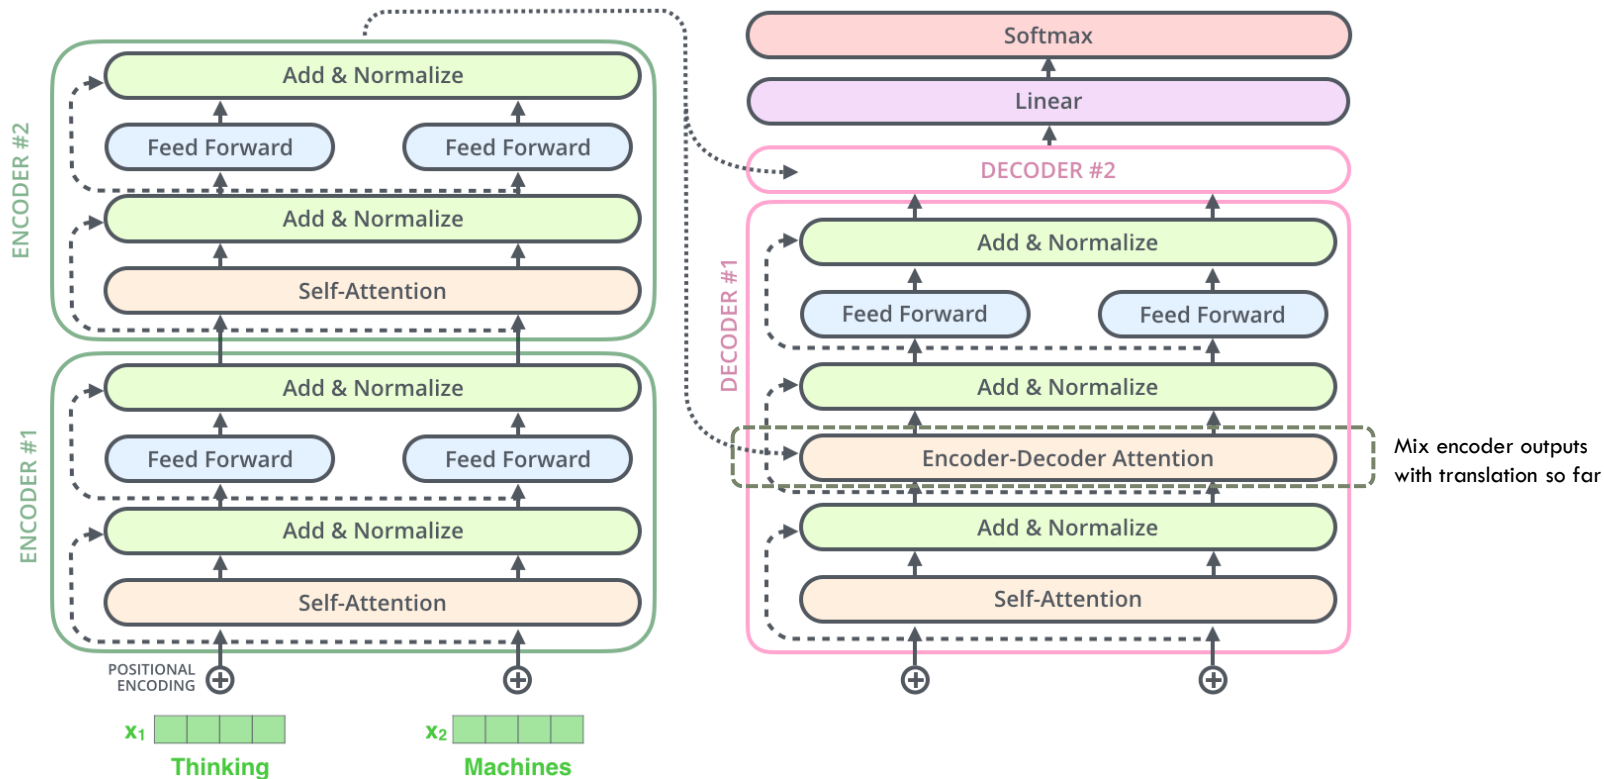 ENCODER #2
Add & Normalize
Feed Forward
Feed Forward
Add & Normalize
Self-Attention
ENCODER #1
Add & Normalize
Feed Forward
Feed Forward
Add & Normalize
Self-Attention
POSITIONAL
ENCODING
x1
x2
Thinking
Machines
Softmax
Linear
DECODER #2
DECODER #1
Add & Normalize
Feed Forward
Feed Forward
Add & Normalize
Encoder-Decoder Attention
Add & Normalize
Self-Attention
Mix encoder outputs
with translation so far